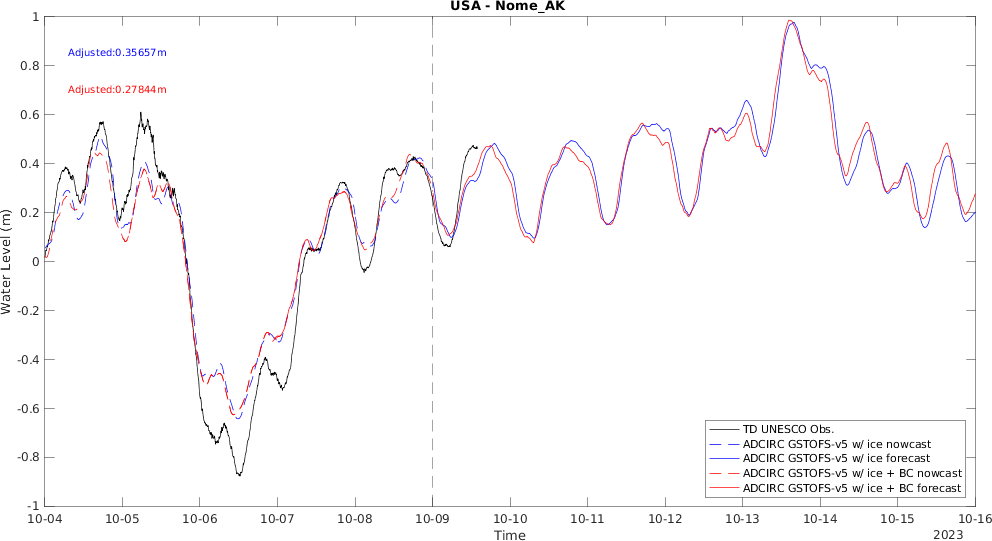 USA - Nome_AK
Adjusted:0.35657m
Adjusted:0.27844m
Water Level (m)
1
0.8
0.6
0.4
0.2
0
-0.2
-0.4
-0.6
-0.8
-1
TD UNESCO Obs.
ADCIRC GSTOFS-v5 w/ ice nowcast
ADCIRC GSTOFS-v5 w/ ice forecast
ADCIRC GSTOFS-v5 w/ ice + BC nowcast
ADCIRC GSTOFS-v5 w/ ice + BC forecast
10-04 10-05 10-06 10-07 10-08 10-09 10-10 10-11 10-12 10-13 10-14 10-15 10-16
Time
2023